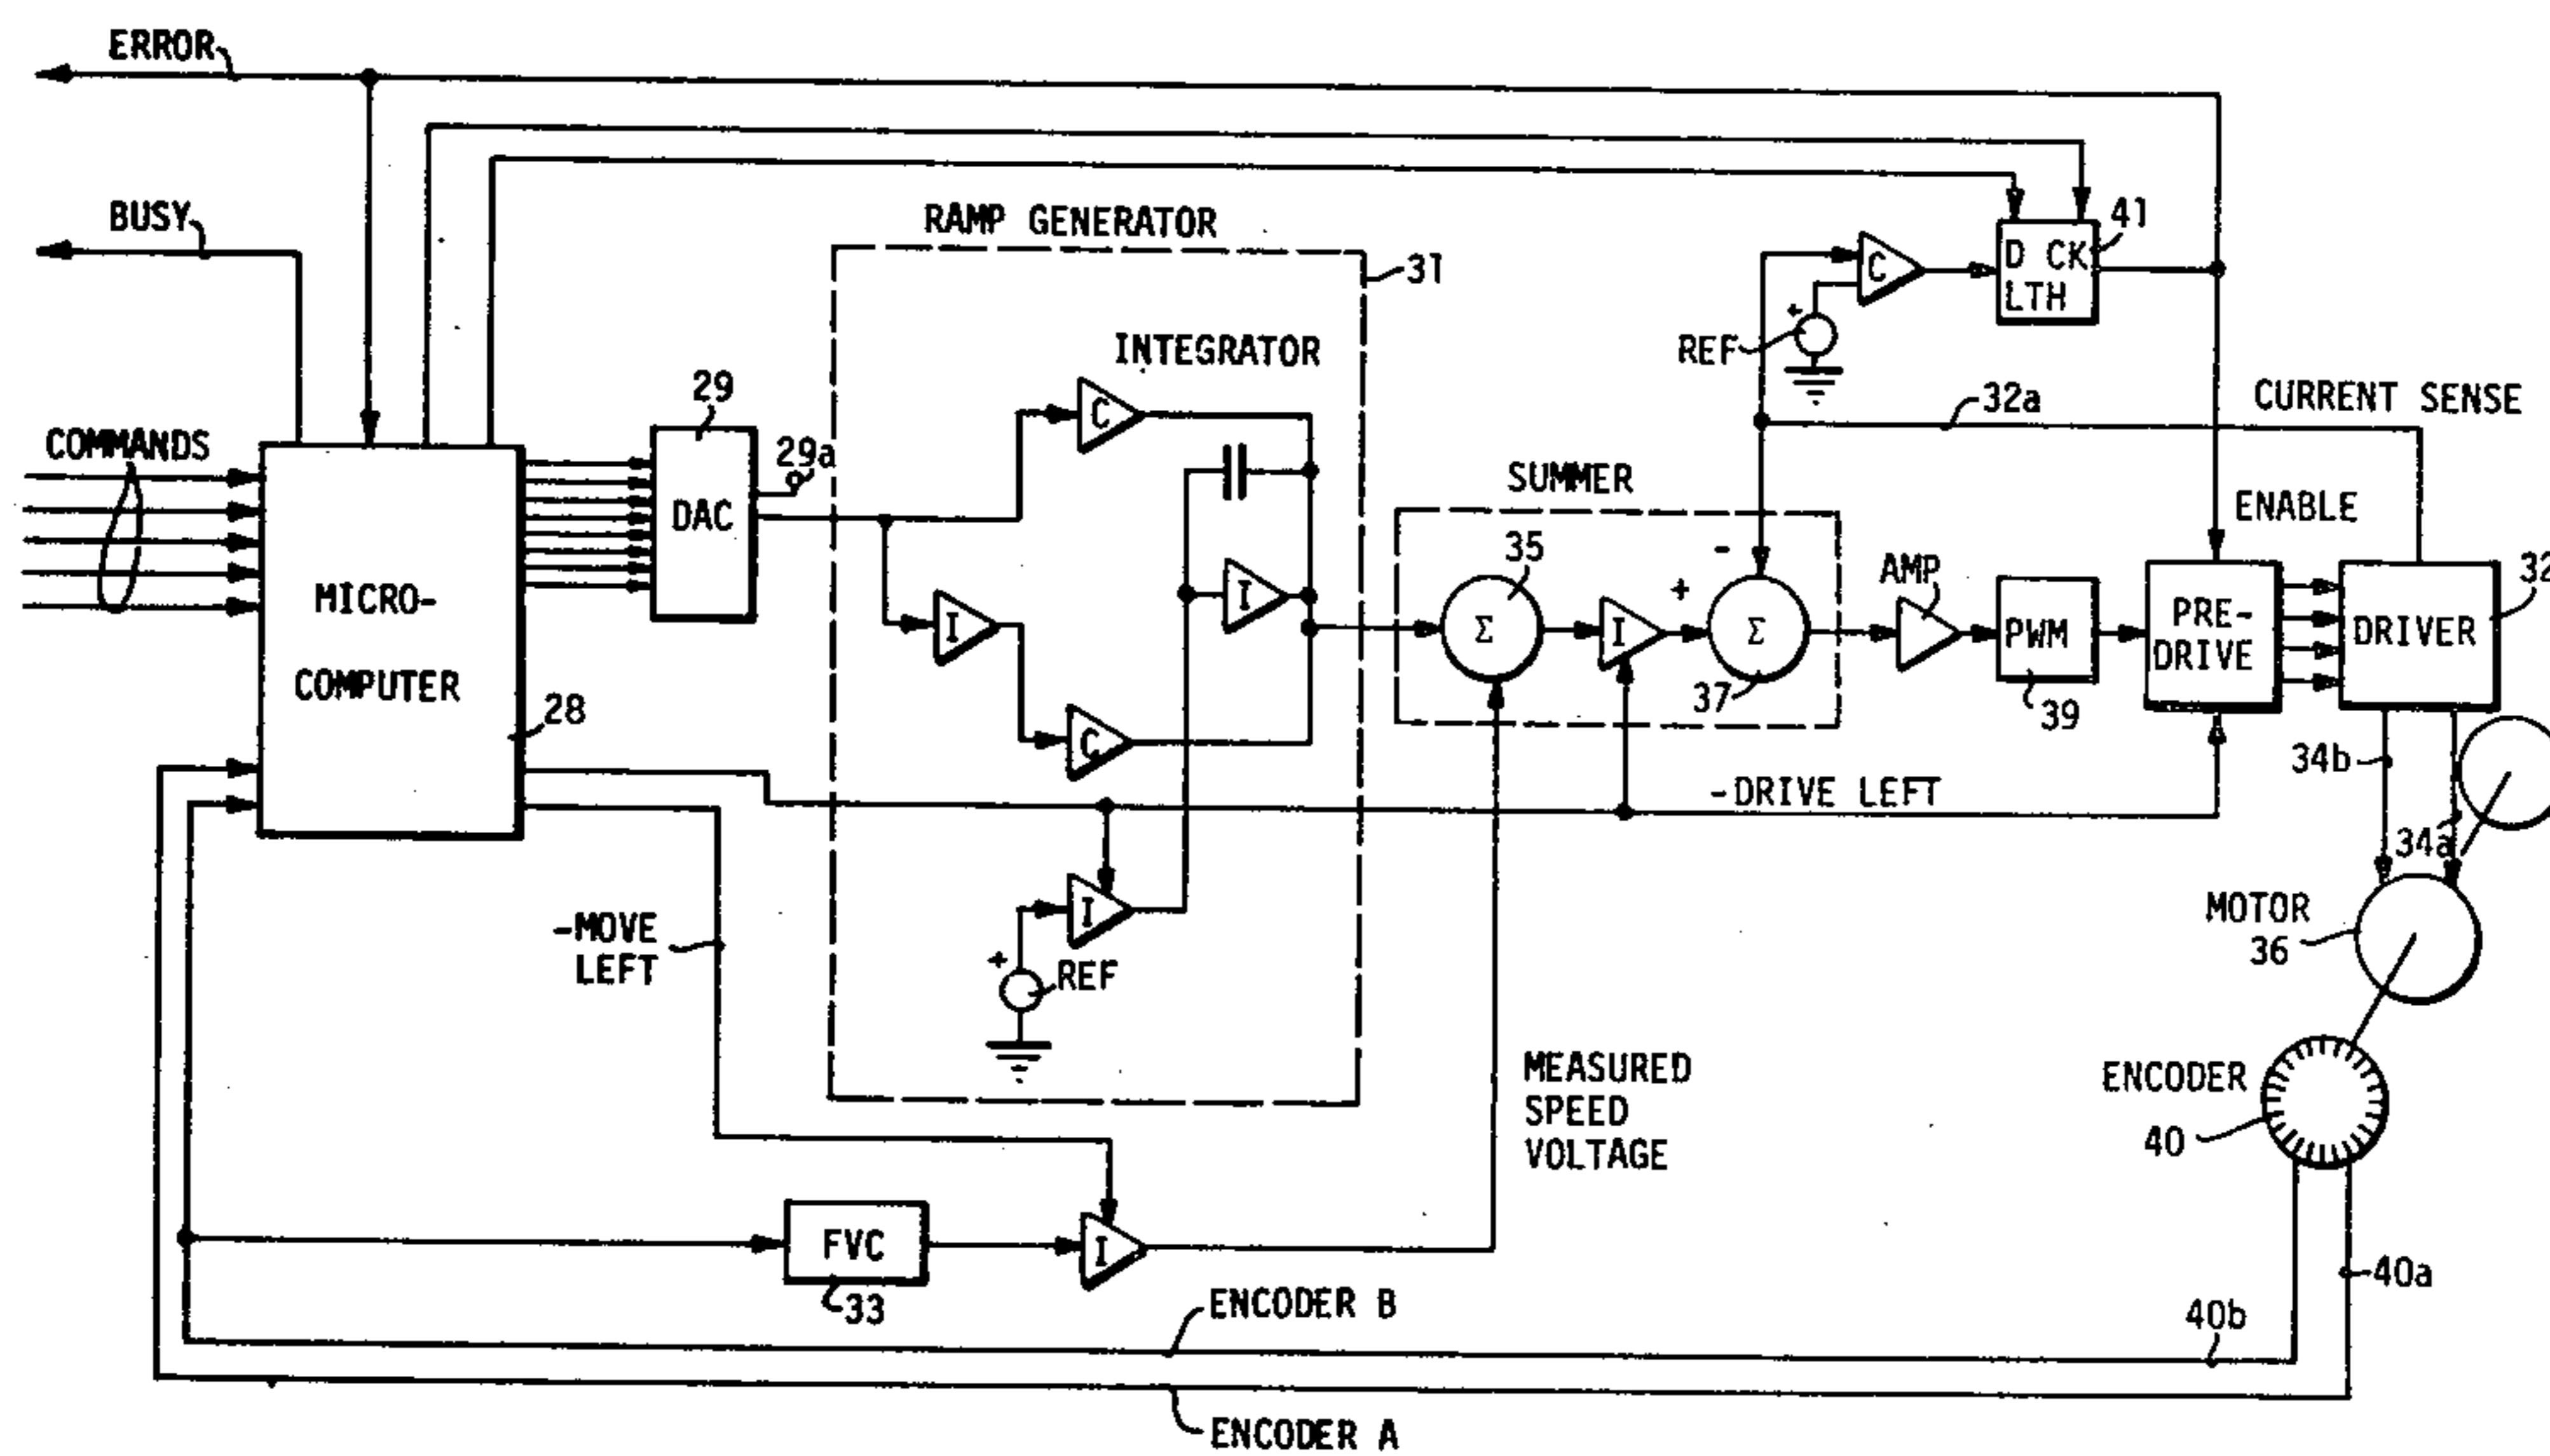 ERROR
BUSY
COMMANDS
MICRO-
COMPUTER
28
29
29a
DAC
RAMP GENERATOR
31
INTEGRATOR
C
I
I
C
I
+
REF
-MOVE
LEFT
FVC
33
I
MEASURED
SPEED
VOLTAGE
ENCODER B
ENCODER A
SUMMER
35
Σ
I
+
-
Σ
37
-DRIVE LEFT
AMP
PWM
39
REF
+
C
D CK
LTH
41
32a
CURRENT SENSE
ENABLE
PRE-
DRIVE
DRIVER
32
34b
34a
MOTOR
36
ENCODER
40
40a
40b